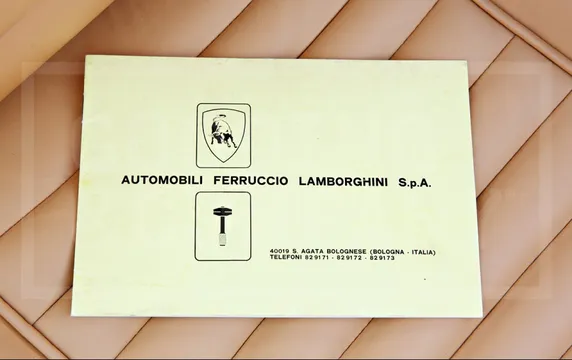 AUTOMOBILI FERRUCCIO LAMBORGHINI S.p.A.
40019 S. AGATA BOLOGNESE (BOLOGNA - ITALIA)
TELEFONI 829171 - 829172 - 829173